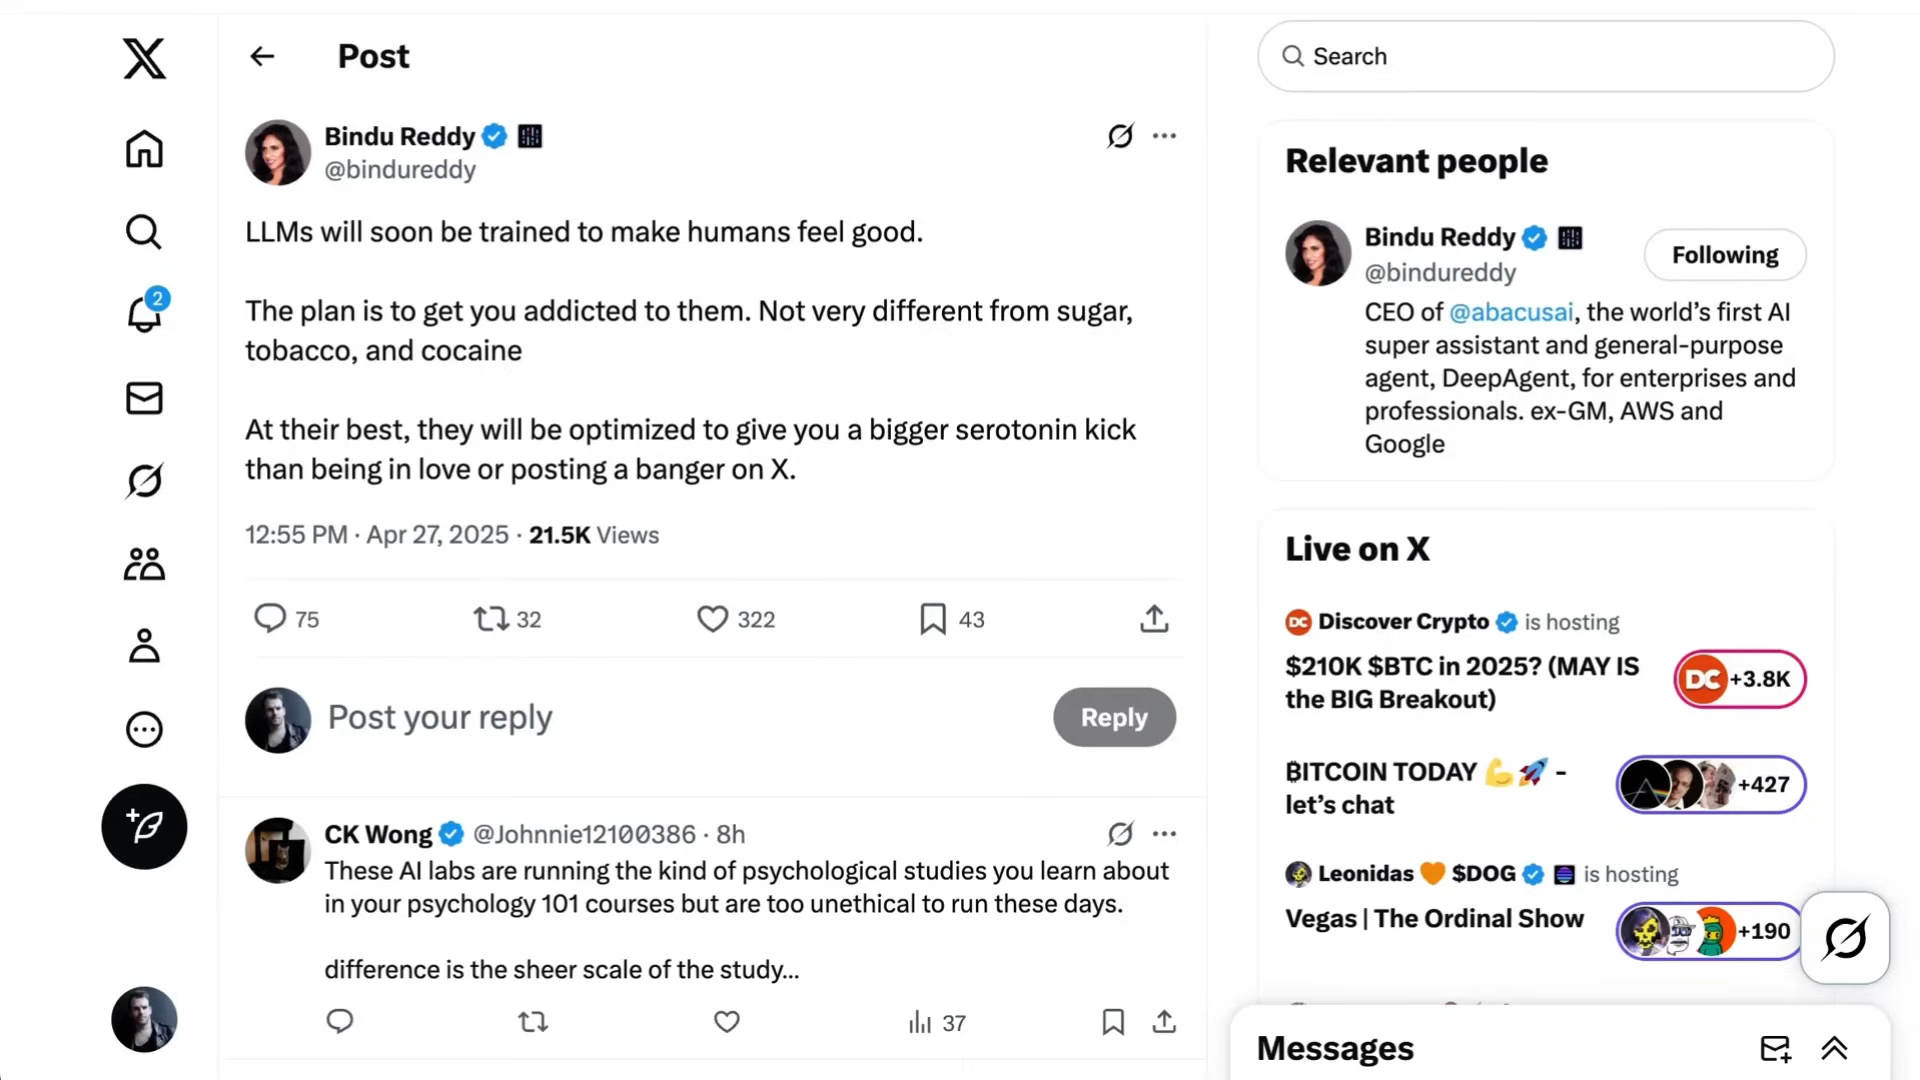 Post
Bindu Reddy
@bindureddy
LLMs will soon be trained to make humans feel good.
The plan is to get you addicted to them. Not very different from sugar,
tobacco, and cocaine
At their best, they will be optimized to give you a bigger serotonin kick
than being in love or posting a banger on X.
12:55 PM · Apr 27, 2025 · 21.5K Views
75
32
322
43
Post your reply
Reply
CK Wong @Johnnie12100386 · 8h
These AI labs are running the kind of psychological studies you learn about
in your psychology 101 courses but are too unethical to run these days.
difference is the sheer scale of the study...
37
2
Search
Relevant people
Bindu Reddy
@bindureddy
Following
CEO of @abacusai, the world’s first AI
super assistant and general-purpose
agent, DeepAgent, for enterprises and
professionals. ex-GM, AWS and
Google
Live on X
DC Discover Crypto is hosting
$210K $BTC in 2025? (MAY IS
the BIG Breakout)
DC +3.8K
₿ITCOIN TODAY 💪🚀 -
let’s chat
+427
Leonidas 🧡 $DOG is hosting
Vegas | The Ordinal Show
+190
Messages